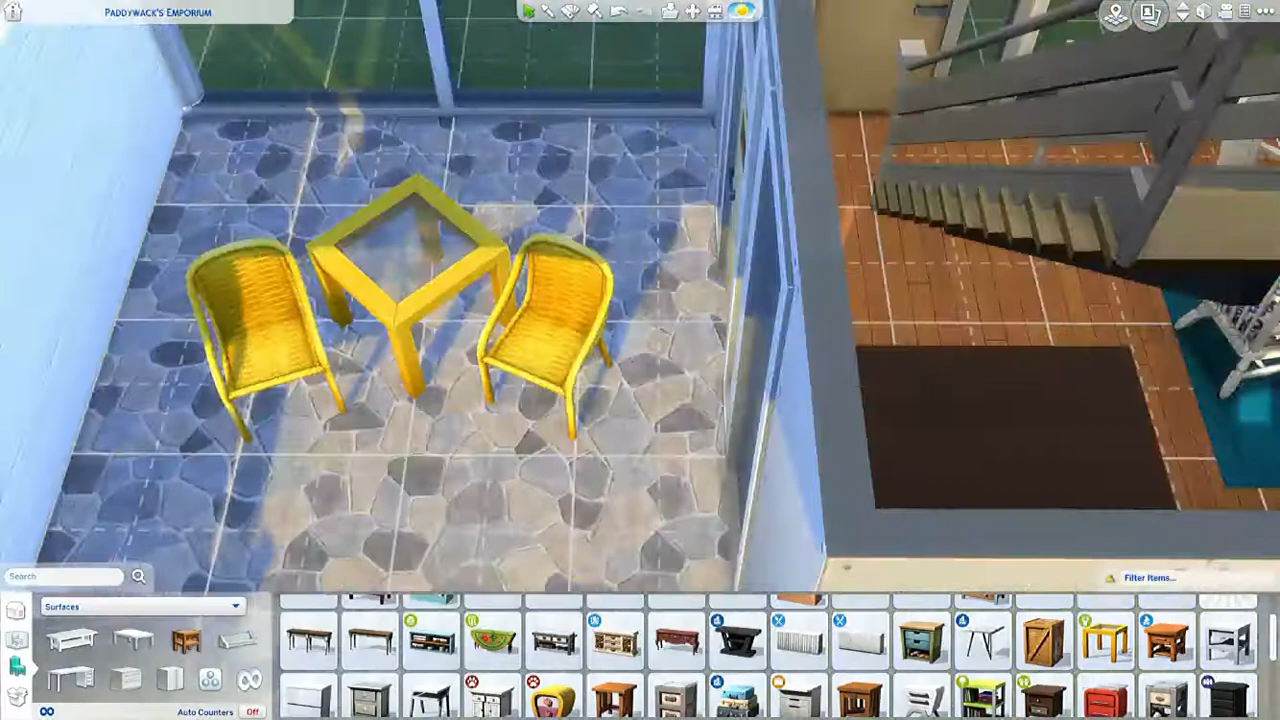 PADDYWACK'S EMPORIUM
Search
Filter Items...
Surfaces
Auto Counters Off